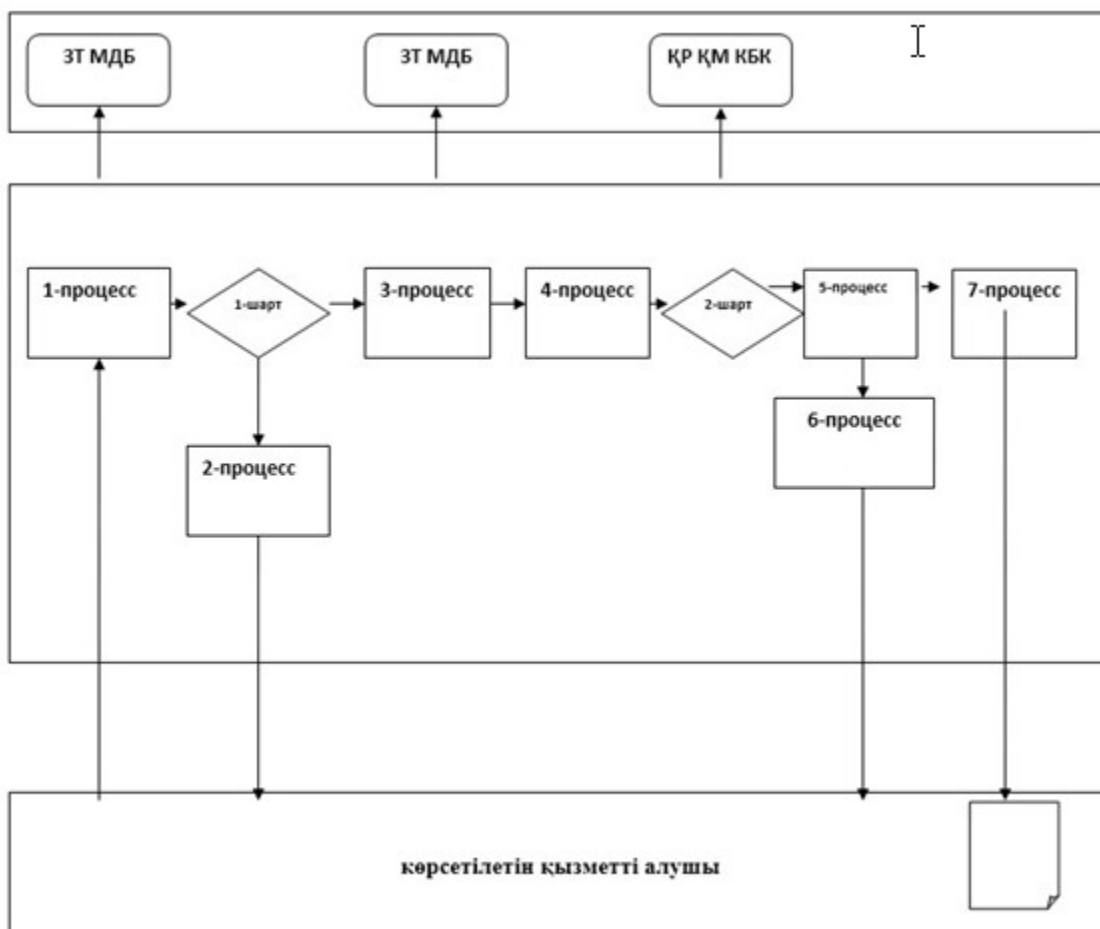 ЗТ МДБ
ЗТ МДБ
ҚР ҚМ КБК
1-процесс
1-шарт
3-процесс
4-процесс
2-шарт
5-процесс
7-процесс
6-процесс
2-процесс
көрсетілетін қызметті алушы